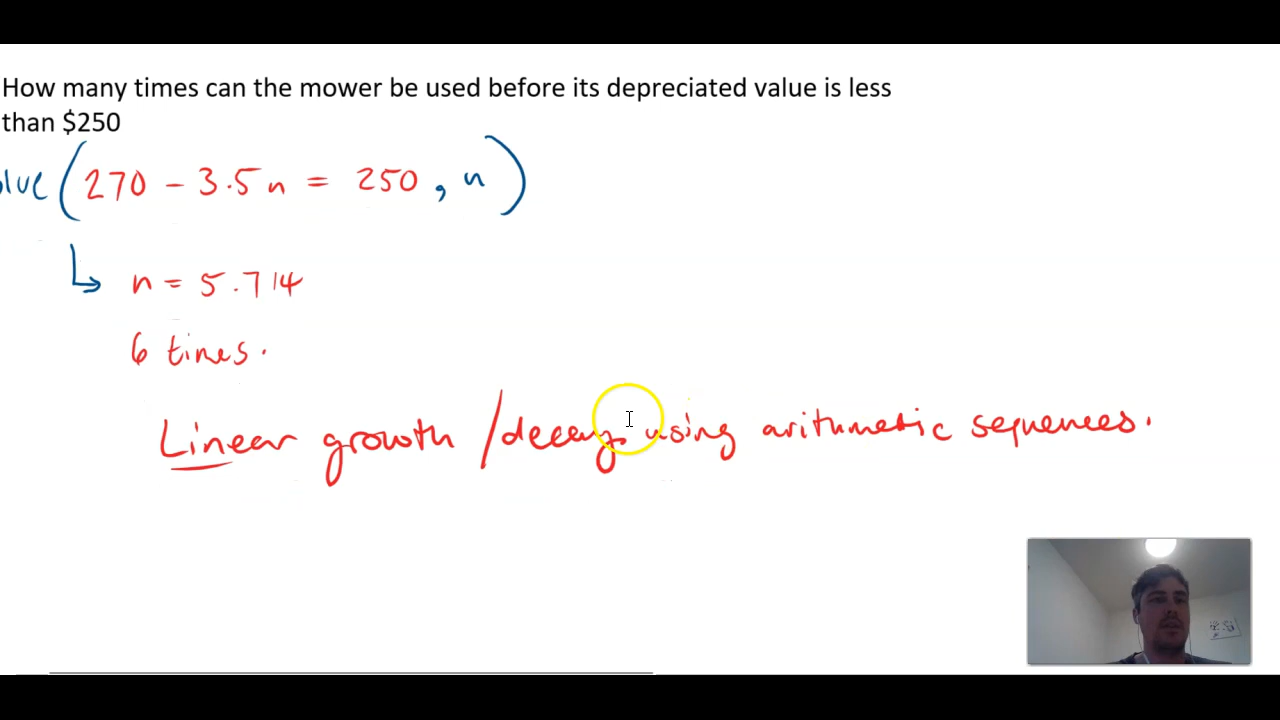 How many times can the mower be used before its depreciated value is less
than $250
olve (270 - 3.5n = 250, n)
n = 5.714
6 times.
Linear growth / decay. using arithmetic sequences.